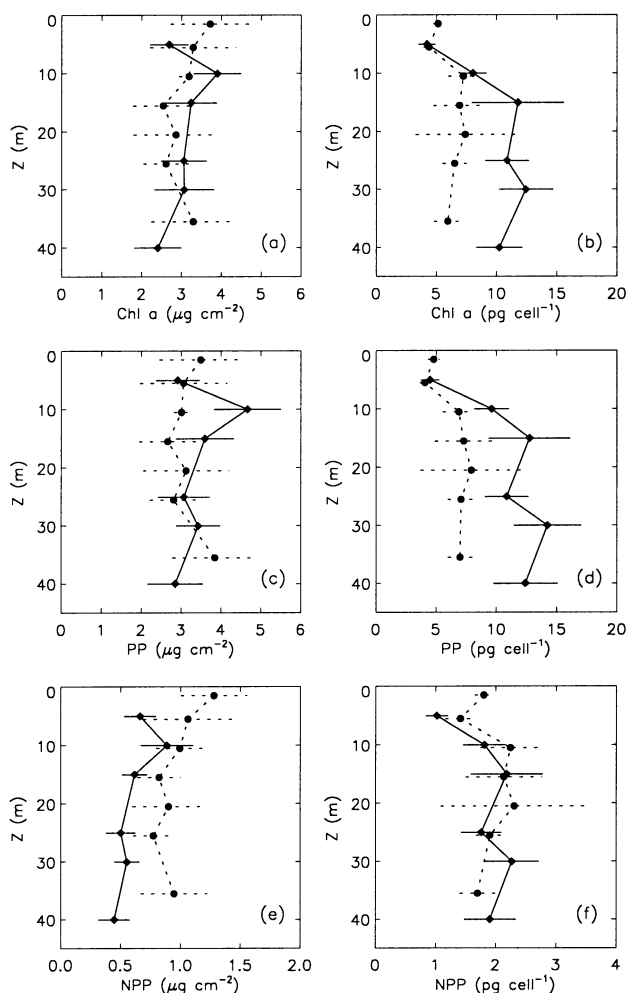 0
10
20
30
40
Z (m)
(a)
0 1 2 3 4 5 6
Chl a (μg cm⁻²)
0
10
20
30
40
Z (m)
(b)
0 5 10 15 20
Chl a (pg cell⁻¹)
0
10
20
30
40
Z (m)
(c)
0 1 2 3 4 5 6
PP (μg cm⁻²)
0
10
20
30
40
Z (m)
(d)
0 5 10 15 20
PP (pg cell⁻¹)
0
10
20
30
40
Z (m)
(e)
0.0 0.5 1.0 1.5 2.0
NPP (μg cm⁻²)
0
10
20
30
40
Z (m)
(f)
0 1 2 3 4
NPP (pg cell⁻¹)